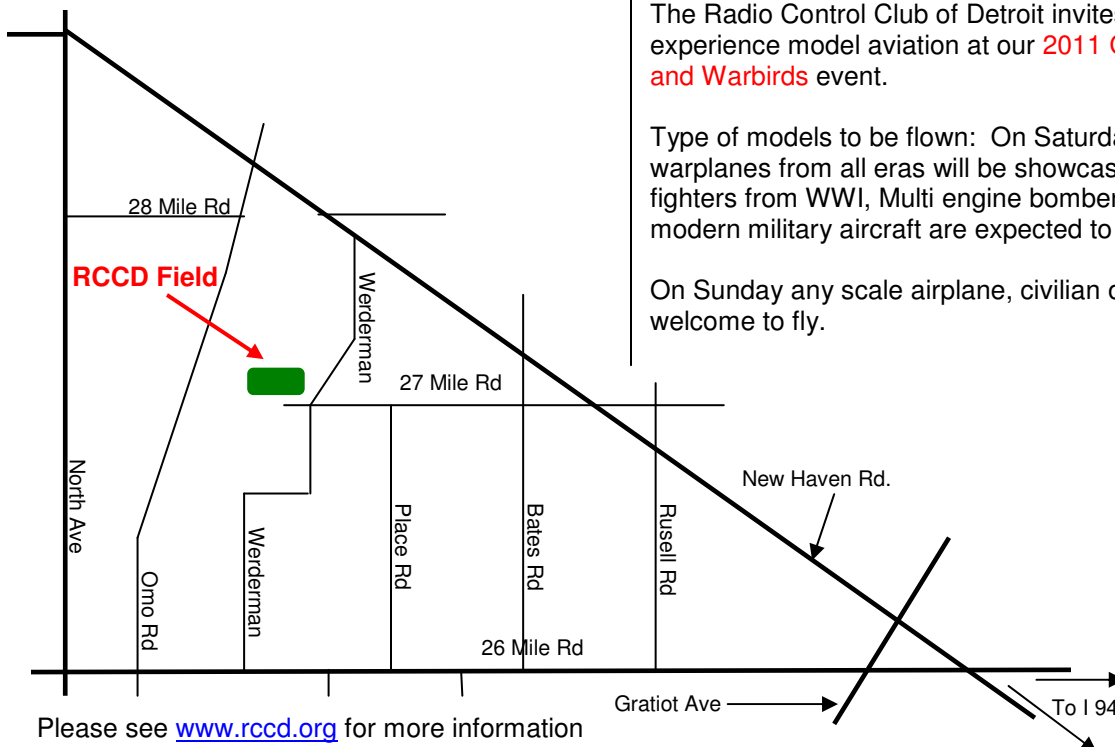 The Radio Control Club of Detroit invites
experience model aviation at our 2011
and Warbirds event.
Type of models to be flown: On
warplanes from all eras will be
fighters from WWI, Multi engine
modern military aircraft are expected to
On Sunday any scale airplane, civilian
welcome to fly.
28 Mile Rd
RCCD Field
Werderman
27 Mile Rd
North Ave
New Haven Rd.
Omo Rd
Werderman
Place Rd
Bates Rd
Rusell Rd
26 Mile Rd
Gratiot Ave
To I 94
Please see www.rccd.org for more information